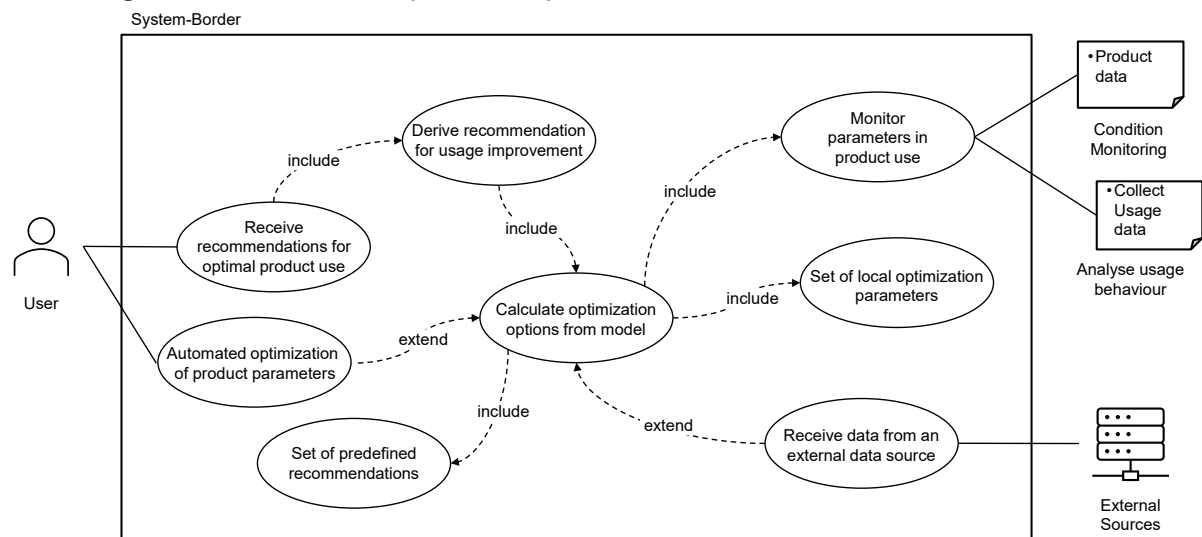 System-Border
•Product
data
Condition
Monitoring
Monitor
parameters in
product use
Derive recommendation
for usage improvement
include
include
include
•Collect
Usage
data
Analyse usage
behaviour
Receive
recommendations for
optimal product use
User
Set of local optimization
parameters
include
Calculate optimization
options from model
extend
Automated optimization
of product parameters
include
Set of predefined
recommendations
extend
Receive data from an
external data source
External
Sources